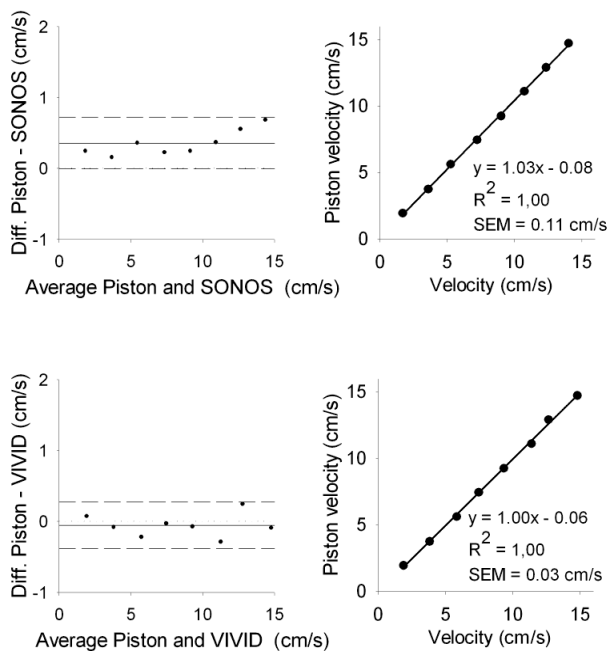 Diff. Piston - SONOS (cm/s)
2
1
0
-1
0 5 10 15
Average Piston and SONOS (cm/s)
Piston velocity (cm/s)
15
10
5
0
y = 1.03x - 0.08
R2 = 1,00
SEM = 0.11 cm/s
0 5 10 15
Velocity (cm/s)
Diff. Piston - VIVID (cm/s)
2
1
0
-1
0 5 10 15
Average Piston and VIVID (cm/s)
Piston velocity (cm/s)
15
10
5
0
y = 1.00x - 0.06
R2 = 1,00
SEM = 0.03 cm/s
0 5 10 15
Velocity (cm/s)